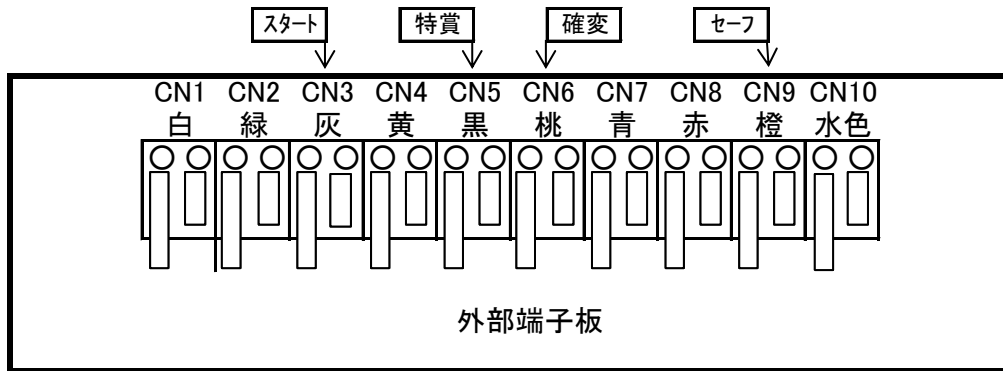 スタート 特賞 確変 セーフ
CN1 CN2 CN3 CN4 CN5 CN6 CN7 CN8 CN9 CN10
白 緑 灰 黄 黒 桃 青 赤 橙 水色
外部端子板